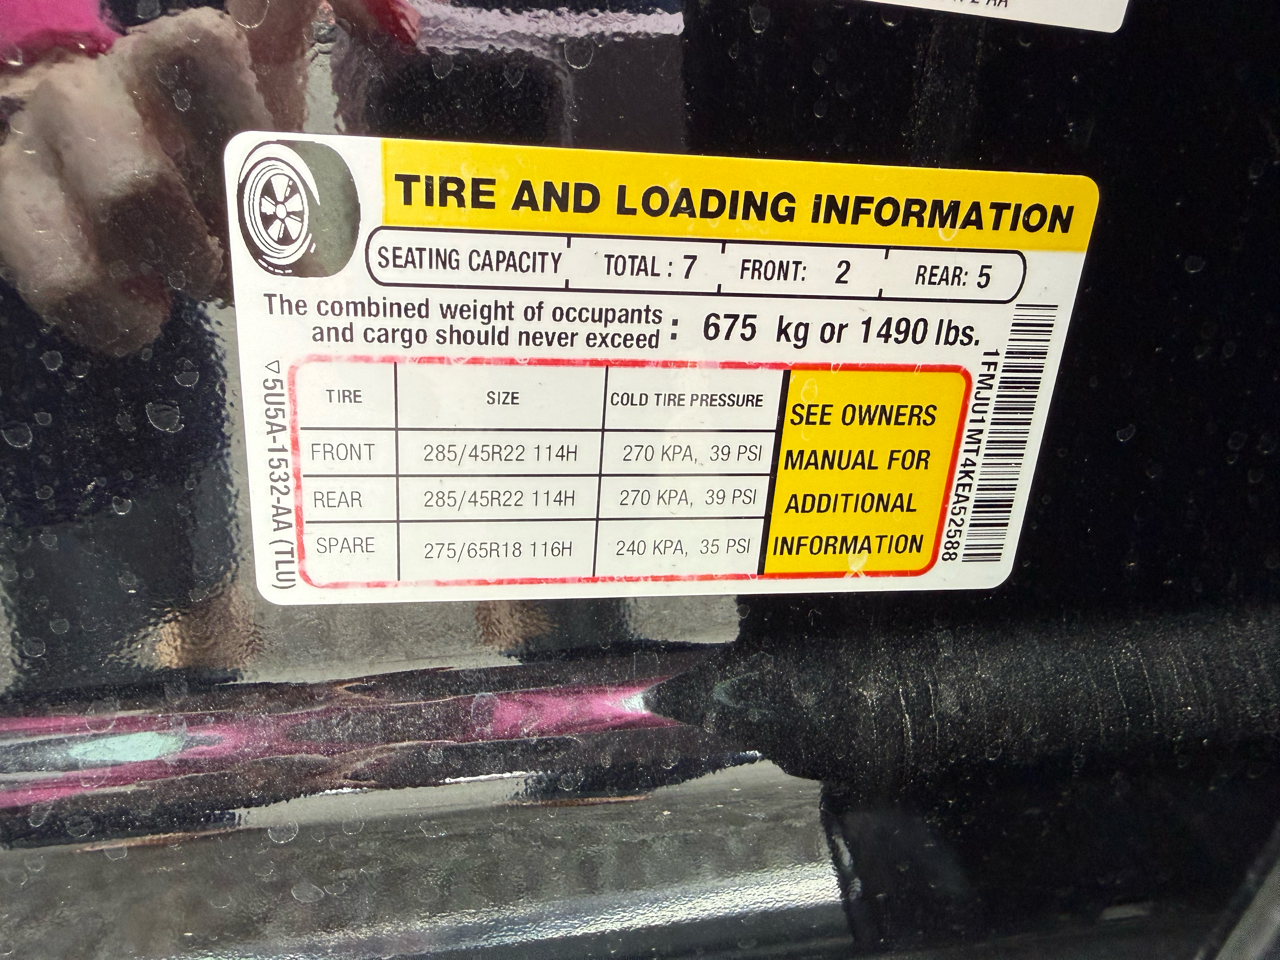 TIRE AND LOADING INFORMATION
SEATING CAPACITY TOTAL : 7 FRONT: 2 REAR: 5
The combined weight of occupants
and cargo should never exceed : 675 kg or 1490 lbs.
TIRE SIZE COLD TIRE PRESSURE
FRONT 285/45R22 114H 270 KPA, 39 PSI
REAR 285/45R22 114H 270 KPA, 39 PSI
SPARE 275/65R18 116H 240 KPA, 35 PSI
SEE OWNERS
MANUAL FOR
ADDITIONAL
INFORMATION
5U5A-1532-AA (TLU)
1FMJU1MT4KEA52588